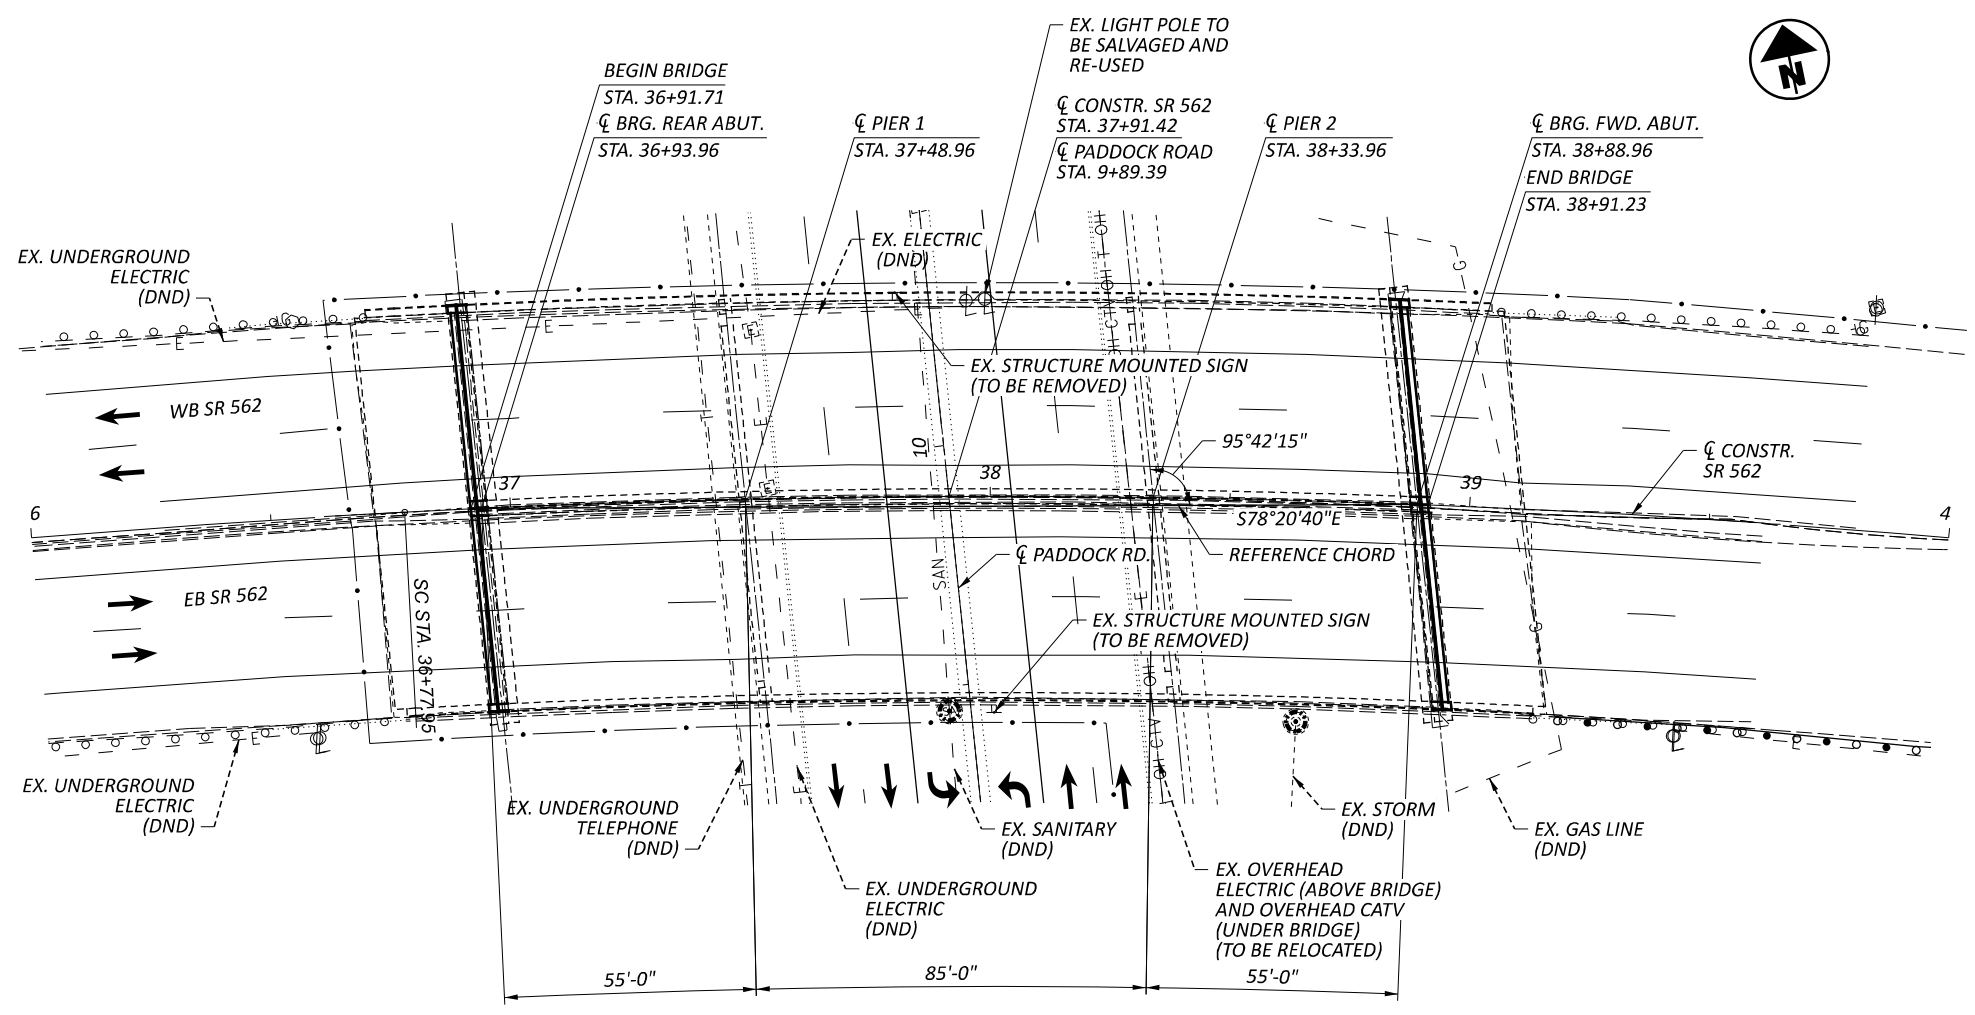 EX. LIGHT POLE TO
BE SALVAGED AND
RE-USED
N
BEGIN BRIDGE
STA. 36+91.71
℄ BRG. REAR ABUT.
STA. 36+93.96
℄ PIER 1
STA. 37+48.96
℄ CONSTR. SR 562
STA. 37+91.42
℄ PADDOCK ROAD
STA. 9+89.39
℄ PIER 2
STA. 38+33.96
℄ BRG. FWD. ABUT.
STA. 38+88.96
END BRIDGE
STA. 38+91.23
EX. UNDERGROUND
ELECTRIC
(DND)
EX. ELECTRIC
(DND)
EX. STRUCTURE MOUNTED SIGN
(TO BE REMOVED)
WB SR 562
10
95°42'15"
37
38
39
℄ CONSTR.
SR 562
6
4
S78°20'40"E
REFERENCE CHORD
℄ PADDOCK RD.
SAN
EB SR 562
SC STA. 36+77.95
EX. STRUCTURE MOUNTED SIGN
(TO BE REMOVED)
EX. UNDERGROUND
ELECTRIC
(DND)
EX. UNDERGROUND
TELEPHONE
(DND)
EX. SANITARY
(DND)
EX. STORM
(DND)
EX. GAS LINE
(DND)
EX. UNDERGROUND
ELECTRIC
(DND)
EX. OVERHEAD
ELECTRIC (ABOVE BRIDGE)
AND OVERHEAD CATV
(UNDER BRIDGE)
(TO BE RELOCATED)
55'-0"
85'-0"
55'-0"